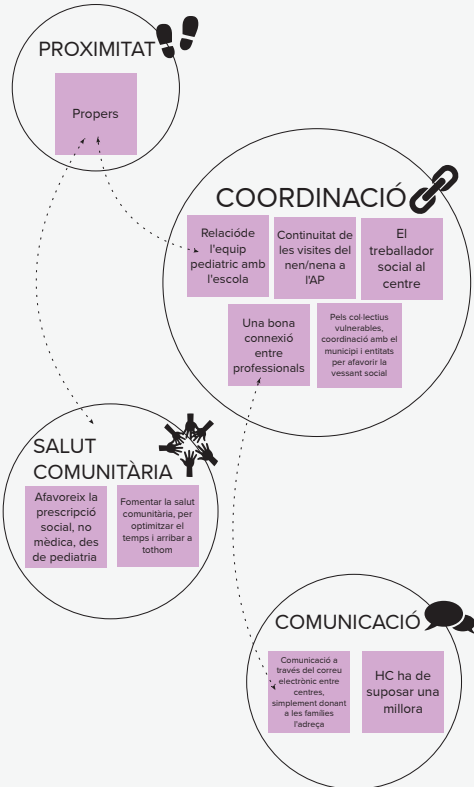 PROXIMITAT
Propers
COORDINACIÓ
Relacióde
l'equip
pediatric amb
l'escola
Continuitat de
les visites del
nen/nena a
l'AP
El
treballador
social al
centre
Una bona
connexió
entre
professionals
Pels col·lectius
vulnerables,
coordinació amb el
municipi i entitats
per afavorir la
vessant social
SALUT
COMUNITÀRIA
Afavoreix la
prescripció
social, no
mèdica, des
de pediatria
Fomentar la salut
comunitària, per
optimitzar el
temps i arribar a
tothom
COMUNICACIÓ
Comunicació a
través del correu
electrònic entre
centres,
simplement donant
a les famílies
l'adreça
HC ha de
suposar una
millora